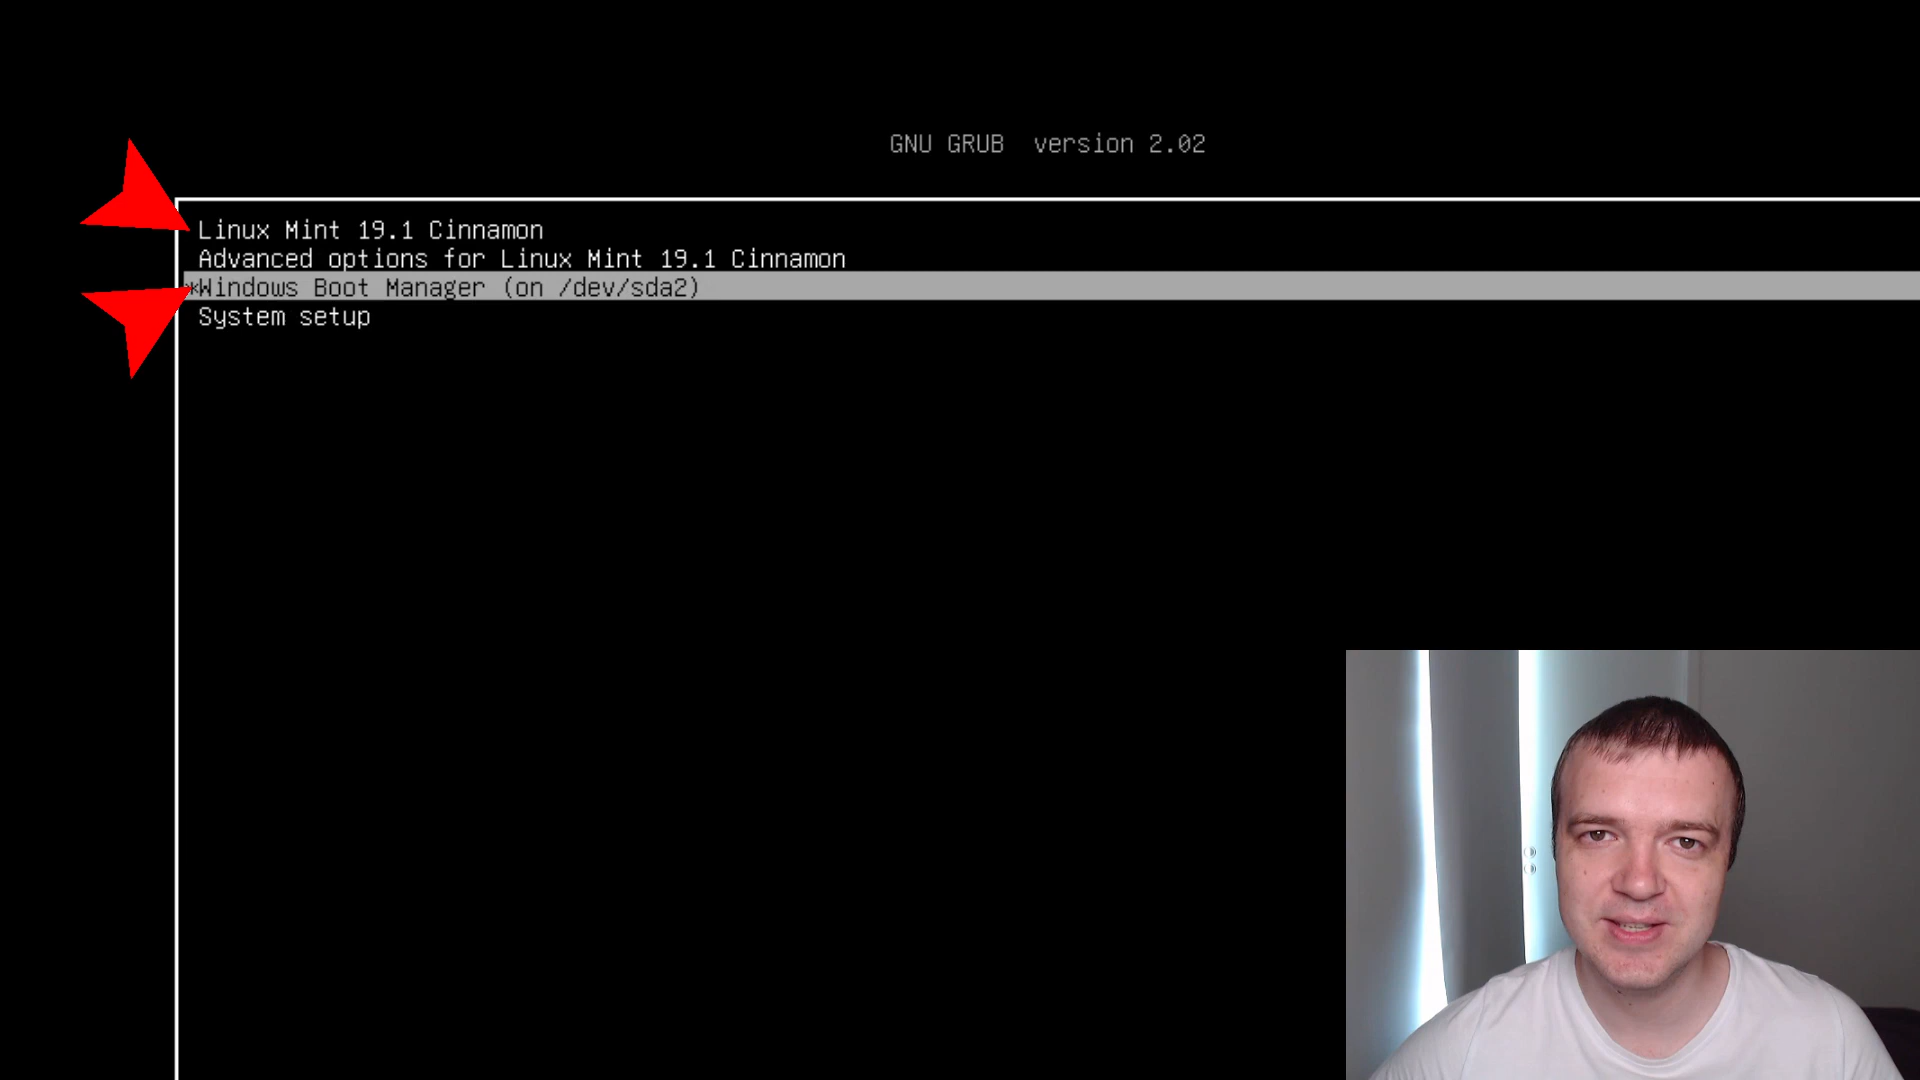 GNU GRUB  version 2.02
Linux Mint 19.1 Cinnamon
Advanced options for Linux Mint 19.1 Cinnamon
*Windows Boot Manager (on /dev/sda2)
System setup